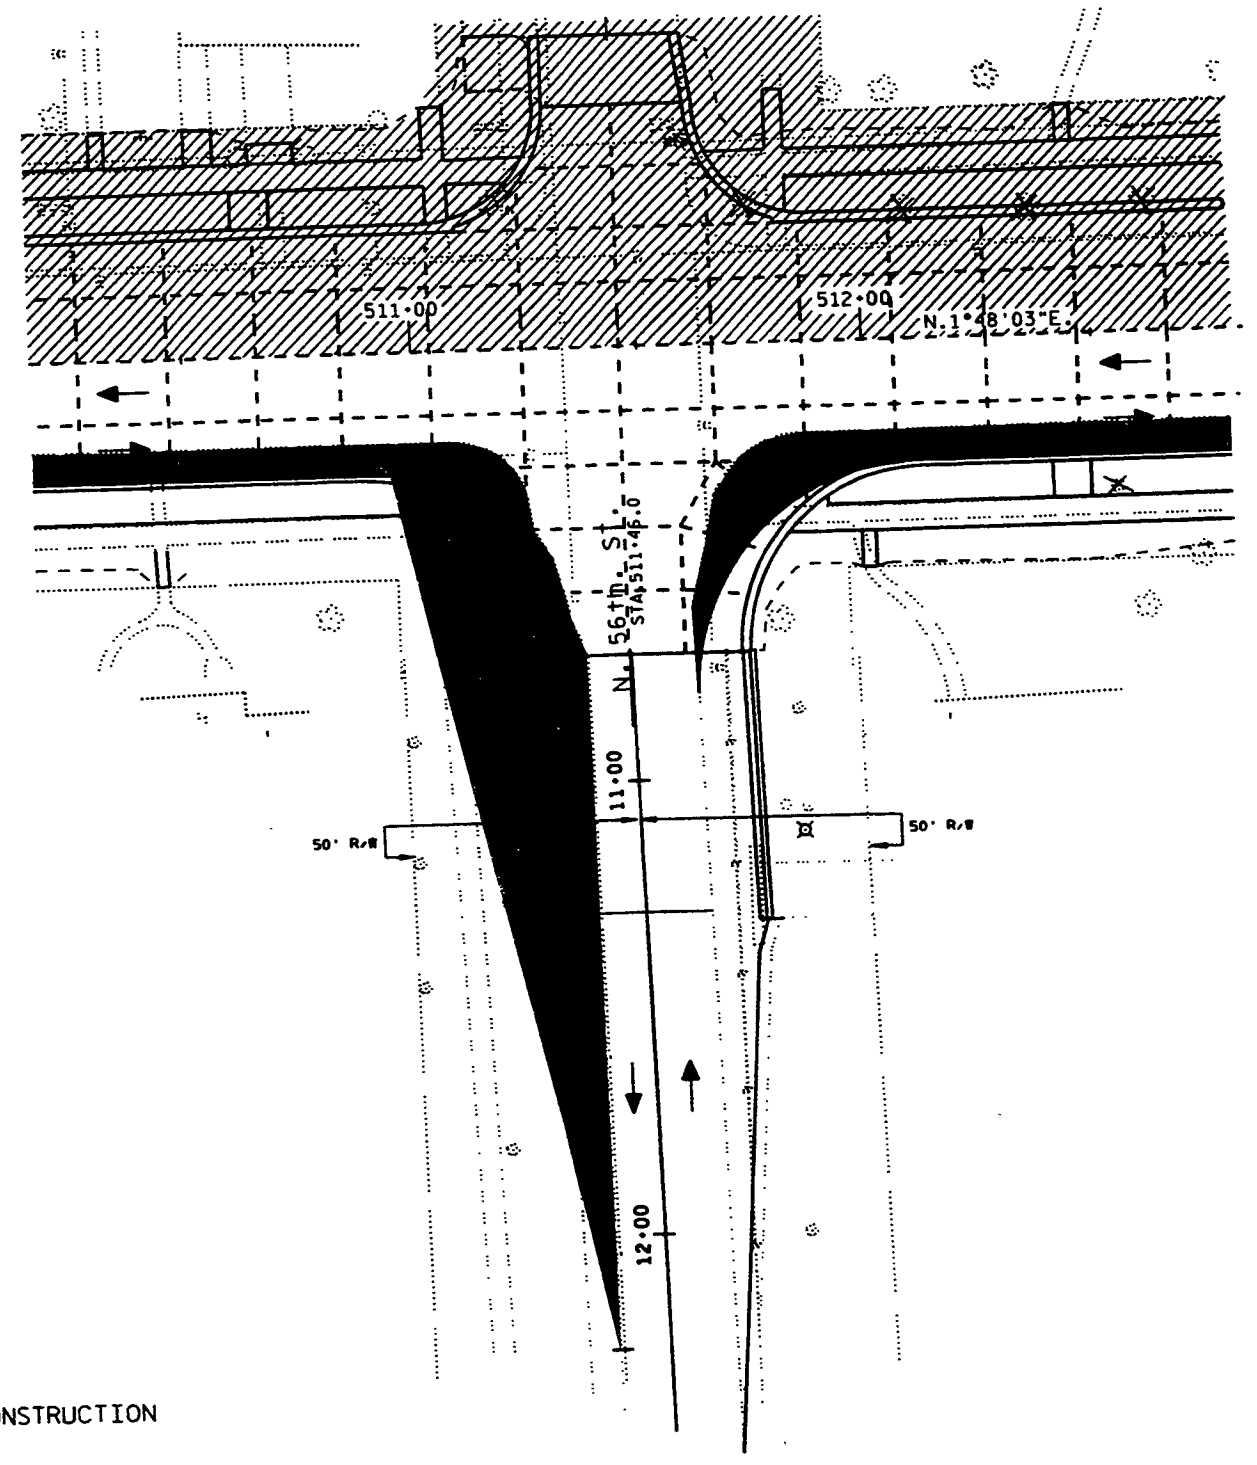 511+00
512+00
N.1°48'03"E.
N. 56th. St.
STA.511+46.0
11+00
50' R/W
50' R/W
12+00
ONSTRUCTION